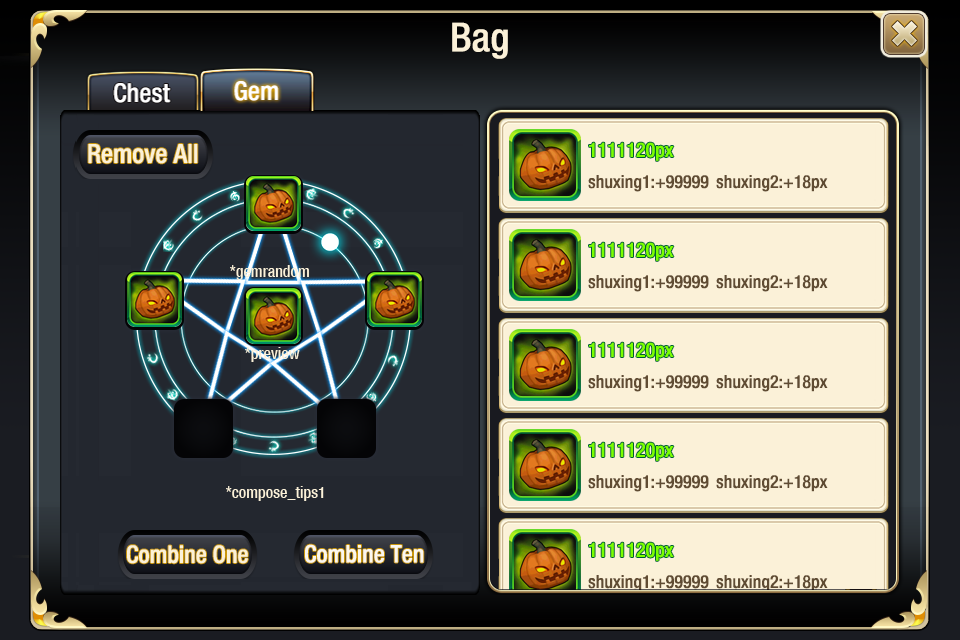 Bag
Chest
Gem
Remove All
*gemrandom
*preview
*compose_tips1
Combine One
Combine Ten
1111120px
shuxing1:+99999 shuxing2:+18px
1111120px
shuxing1:+99999 shuxing2:+18px
1111120px
shuxing1:+99999 shuxing2:+18px
1111120px
shuxing1:+99999 shuxing2:+18px
1111120px
shuxing1:+99999 shuxing2:+18px